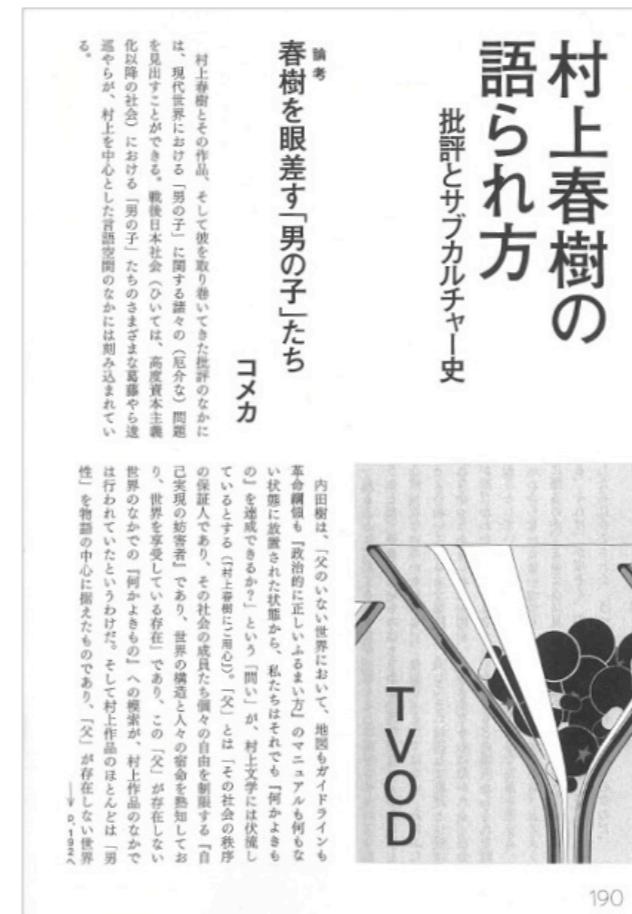 村上春樹の
語られ方
批評とサブカルチャー史
TVOD
論考
春樹を眼差す「男の子」たち
コメカ
村上春樹とその作品、そして彼を取り巻いてきた批評のなかに
は、現代世界における「男の子」に関する諸々の（厄介な）問題
を見出すことができる。戦後日本社会（ひいては、高度資本主義
化以降の社会）における「男の子」たちのさまざまな葛藤やら逡
巡やらが、村上を中心とした言語空間のなかには刻み込まれてい
る。
内田樹は、「父のいない世界において、地図もガイドラインも
革命綱領も『政治的に正しいふるまい方』のマニュアルも何もな
い状態に放置された状態から、私たちはそれでも『何かよきも
の』を達成できるか？」という「問い」が、村上文学には伏流し
ているとする（『村上春樹にご用心』）。「父」とは「その社会の秩序
の保証人であり、その社会の成員たち個々の自由を制限する『自
己実現の妨害者』であり、世界の構造と人々の宿命を熟知してお
り、世界を享受している存在」であり、この「父」が存在しない
世界のなかでの『何かよきもの』への模索が、村上作品のなかで
は行われていたというわけだ。そして村上作品のほとんどは「男
性」を物語の中心に据えたものであり、「父」が存在しない世界
p.192へ
190